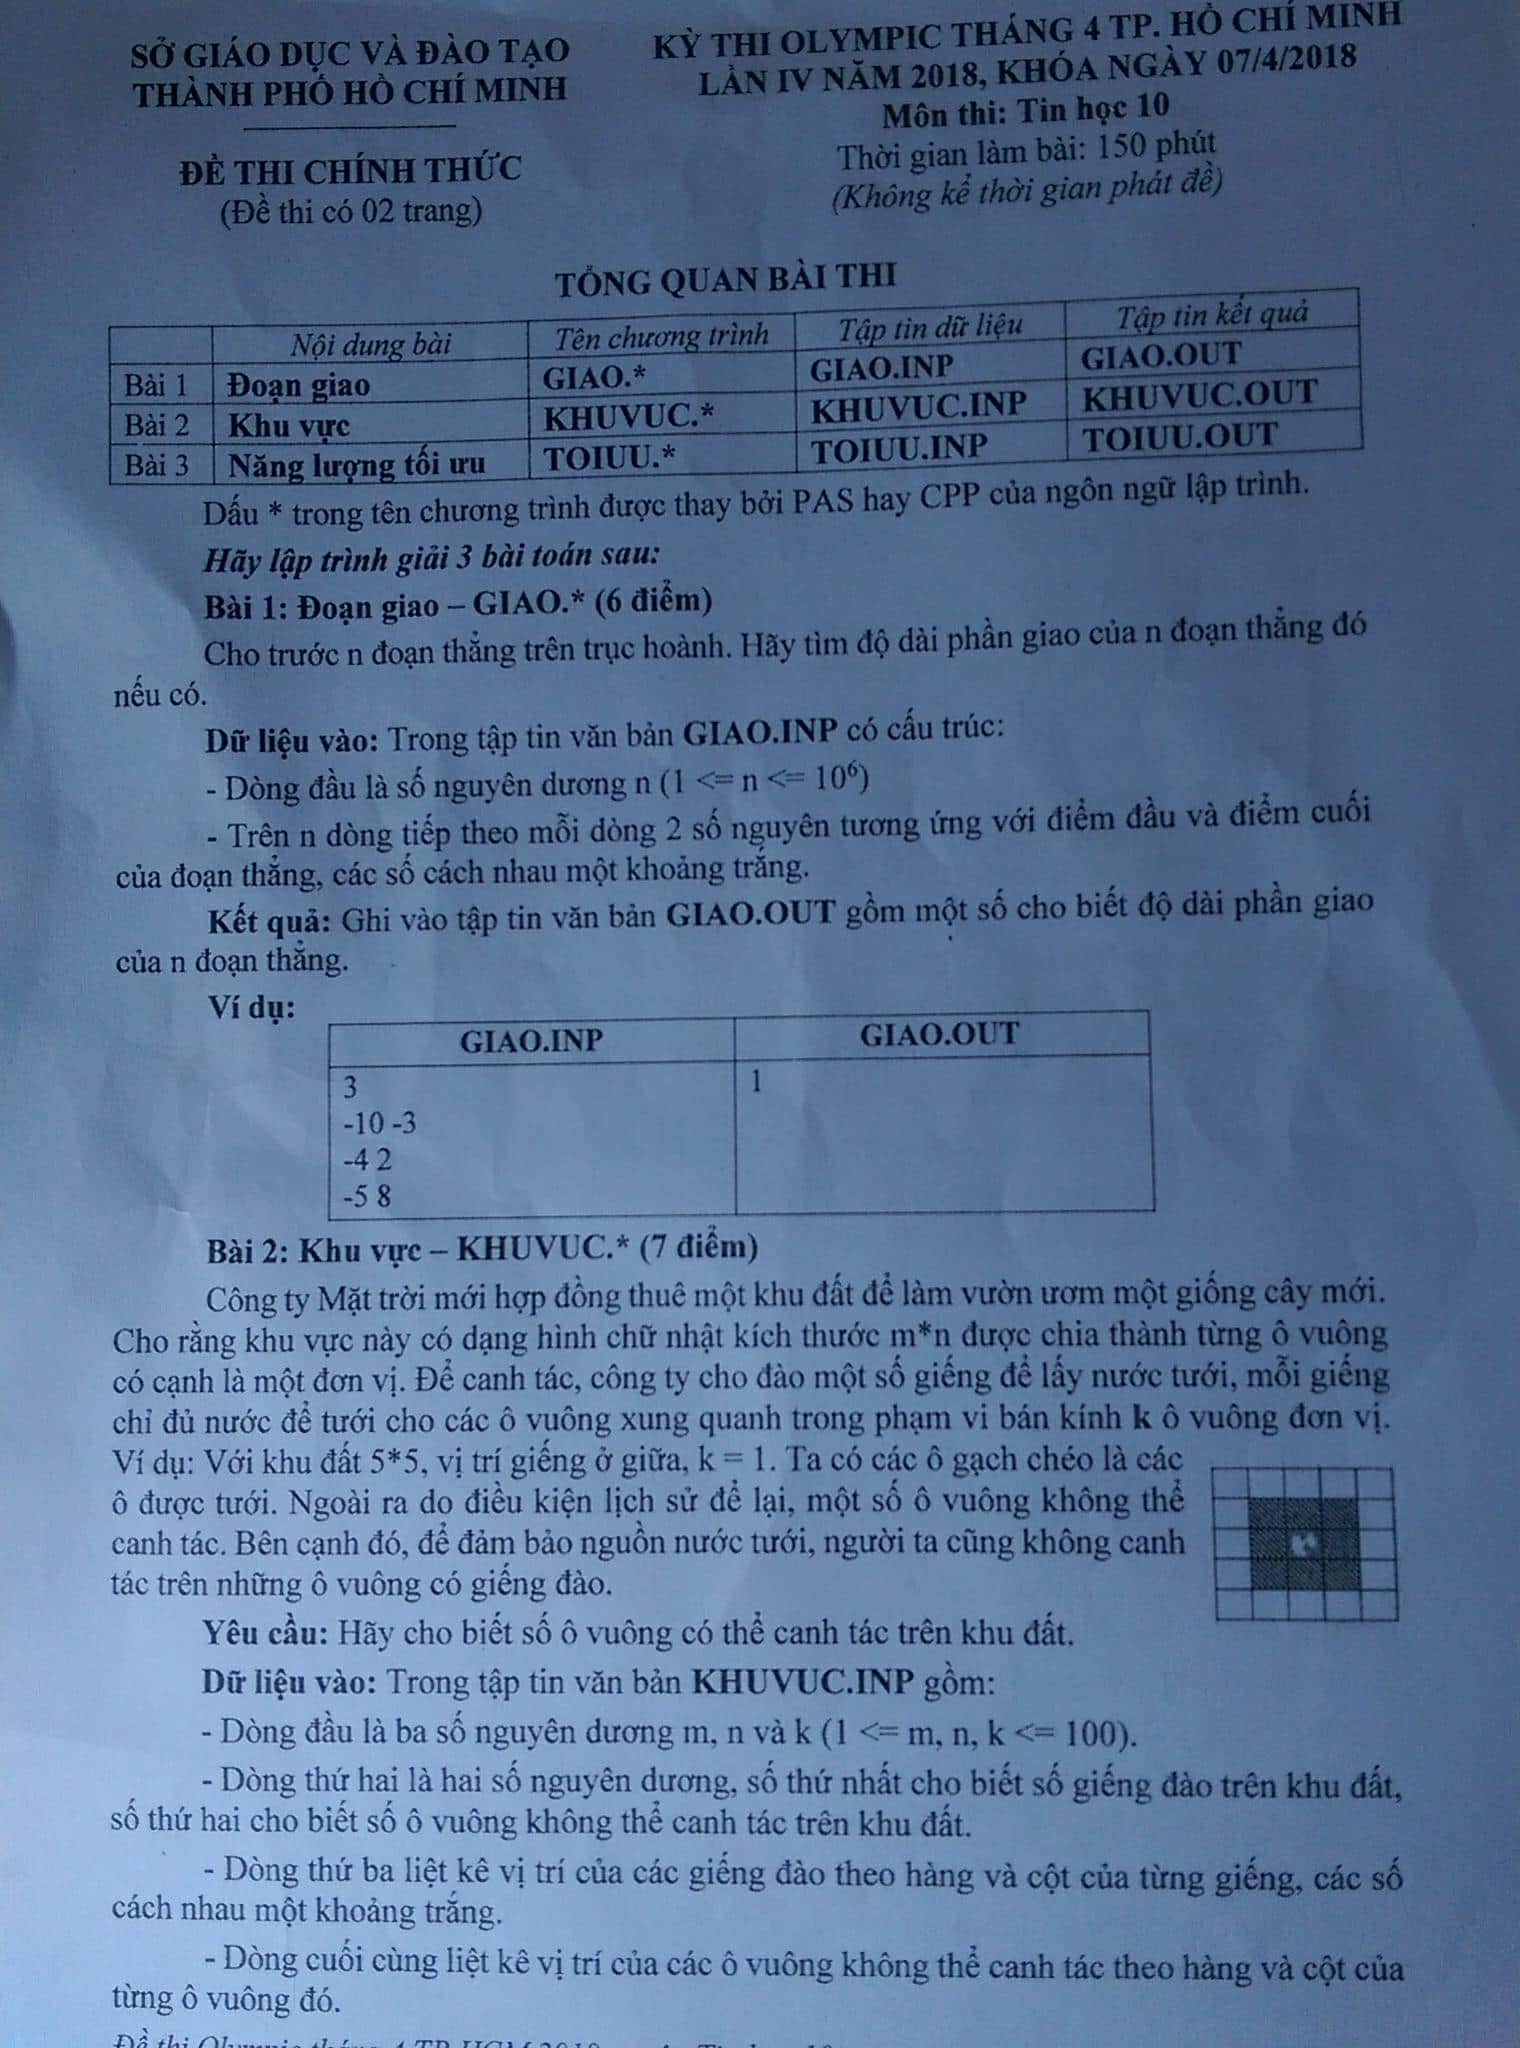 SỞ GIÁO DỤC VÀ ĐÀO TẠO
THÀNH PHỐ HỒ CHÍ MINH
ĐỀ THI CHÍNH THỨC
(Đề thi có 02 trang)
KỲ THI OLYMPIC THÁNG 4 TP. HỒ CHÍ MINH
LẦN IV NĂM 2018, KHÓA NGÀY 07/4/2018
Môn thi: Tin học 10
Thời gian làm bài: 150 phút
(Không kể thời gian phát đề)
TỔNG QUAN BÀI THI
Nội dung bài Tên chương trình Tập tin dữ liệu Tập tin kết quả
Bài 1 Đoạn giao GIAO.* GIAO.INP GIAO.OUT
Bài 2 Khu vực KHUVUC.* KHUVUC.INP KHUVUC.OUT
Bài 3 Năng lượng tối ưu TOIUU.* TOIUU.INP TOIUU.OUT
Dấu * trong tên chương trình được thay bởi PAS hay CPP của ngôn ngữ lập trình.
Hãy lập trình giải 3 bài toán sau:
Bài 1: Đoạn giao – GIAO.* (6 điểm)
Cho trước n đoạn thẳng trên trục hoành. Hãy tìm độ dài phần giao của n đoạn thẳng đó
nếu có.
Dữ liệu vào: Trong tập tin văn bản GIAO.INP có cấu trúc:
- Dòng đầu là số nguyên dương n (1 <= n <= 10⁶)
- Trên n dòng tiếp theo mỗi dòng 2 số nguyên tương ứng với điểm đầu và điểm cuối
của đoạn thẳng, các số cách nhau một khoảng trắng.
Kết quả: Ghi vào tập tin văn bản GIAO.OUT gồm một số cho biết độ dài phần giao
của n đoạn thẳng.
Ví dụ:
GIAO.INP GIAO.OUT
3 1
-10 -3
-4 2
-5 8
Bài 2: Khu vực – KHUVUC.* (7 điểm)
Công ty Mặt trời mới hợp đồng thuê một khu đất để làm vườn ươm một giống cây mới.
Cho rằng khu vực này có dạng hình chữ nhật kích thước m*n được chia thành từng ô vuông
có cạnh là một đơn vị. Để canh tác, công ty cho đào một số giếng để lấy nước tưới, mỗi giếng
chỉ đủ nước để tưới cho các ô vuông xung quanh trong phạm vi bán kính k ô vuông đơn vị.
Ví dụ: Với khu đất 5*5, vị trí giếng ở giữa, k = 1. Ta có các ô gạch chéo là các
ô được tưới. Ngoài ra do điều kiện lịch sử để lại, một số ô vuông không thể
canh tác. Bên cạnh đó, để đảm bảo nguồn nước tưới, người ta cũng không canh
tác trên những ô vuông có giếng đào.
Yêu cầu: Hãy cho biết số ô vuông có thể canh tác trên khu đất.
Dữ liệu vào: Trong tập tin văn bản KHUVUC.INP gồm:
- Dòng đầu là ba số nguyên dương m, n và k (1 <= m, n, k <= 100).
- Dòng thứ hai là hai số nguyên dương, số thứ nhất cho biết số giếng đào trên khu đất,
số thứ hai cho biết số ô vuông không thể canh tác trên khu đất.
- Dòng thứ ba liệt kê vị trí của các giếng đào theo hàng và cột của từng giếng, các số
cách nhau một khoảng trắng.
- Dòng cuối cùng liệt kê vị trí của các ô vuông không thể canh tác theo hàng và cột của
từng ô vuông đó.
Đề thi Olympic tháng 4 TP